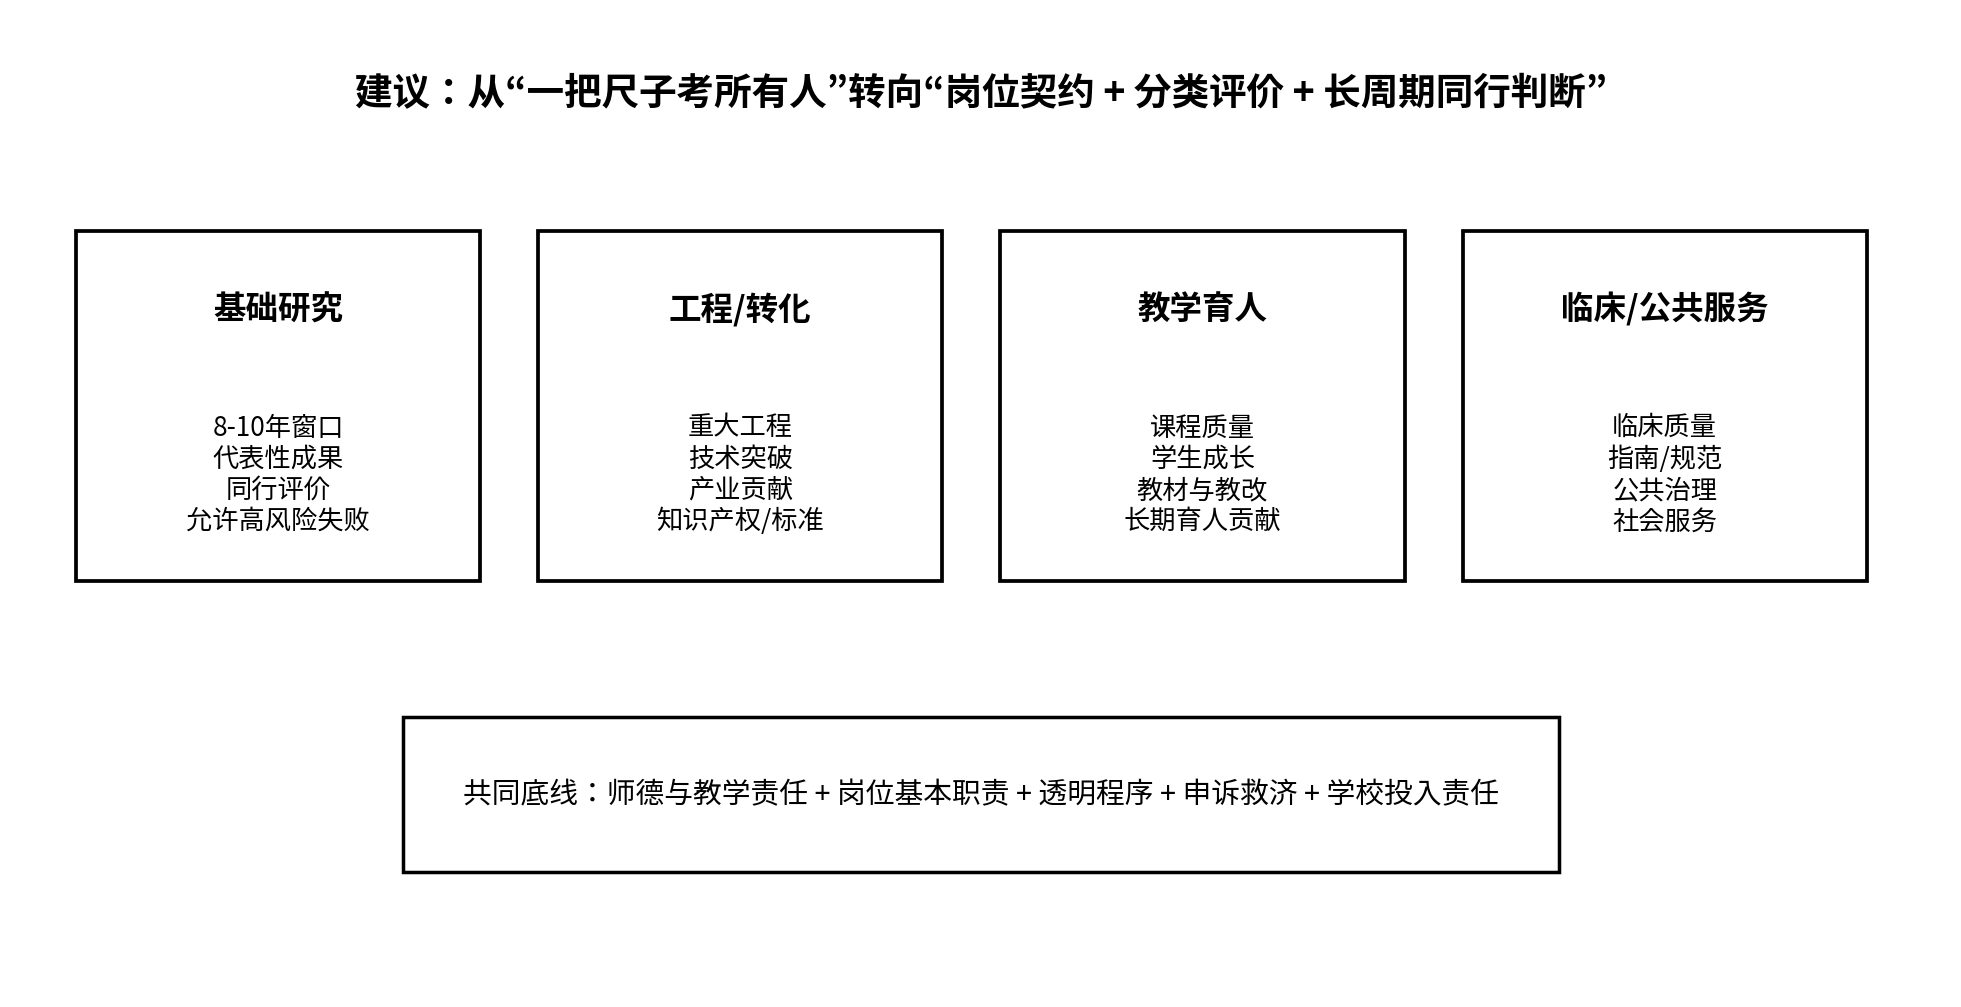 建议：从“一把尺子考所有人”转向“岗位契约 + 分类评价 + 长周期同行判断”
基础研究
8-10年窗口
代表性成果
同行评价
允许高风险失败
工程/转化
重大工程
技术突破
产业贡献
知识产权/标准
教学育人
课程质量
学生成长
教材与教改
长期育人贡献
临床/公共服务
临床质量
指南/规范
公共治理
社会服务
共同底线：师德与教学责任 + 岗位基本职责 + 透明程序 + 申诉救济 + 学校投入责任